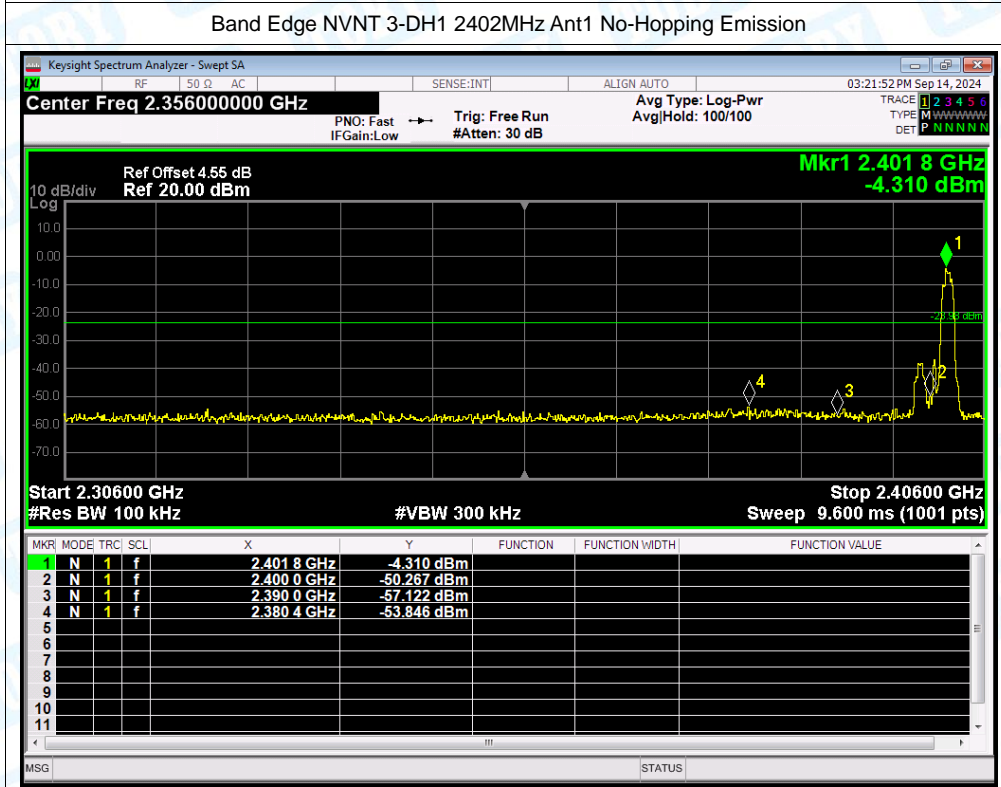 Band Edge NVNT 3-DH1 2402MHz Ant1 No-Hopping Emission
Keysight Spectrum Analyzer - Swept SA
LXI RF 50 Ω AC SENSE:INT ALIGN AUTO 03:21:52 PM Sep 14, 2024
Center Freq 2.356000000 GHz Avg Type: Log-Pwr TRACE 1 2 3 4 5 6
PNO: Fast Trig: Free Run Avg|Hold: 100/100 TYPE M WWWWW
IFGain:Low #Atten: 30 dB DET P N N N N N
Mkr1 2.401 8 GHz
Ref Offset 4.55 dB
10 dB/div Ref 20.00 dBm -4.310 dBm
Log
10.0
1
0.00
-10.0
-20.0
-23.93 dBm
-30.0
-40.0
4 3 2
-50.0
-60.0
-70.0
Start 2.30600 GHz Stop 2.40600 GHz
#Res BW 100 kHz #VBW 300 kHz Sweep 9.600 ms (1001 pts)
MKR MODE TRC SCL X Y FUNCTION FUNCTION WIDTH FUNCTION VALUE
1 N 1 f 2.401 8 GHz -4.310 dBm
2 N 1 f 2.400 0 GHz -50.267 dBm
3 N 1 f 2.390 0 GHz -57.122 dBm
4 N 1 f 2.380 4 GHz -53.846 dBm
5
6
7
8
9
10
11
MSG STATUS